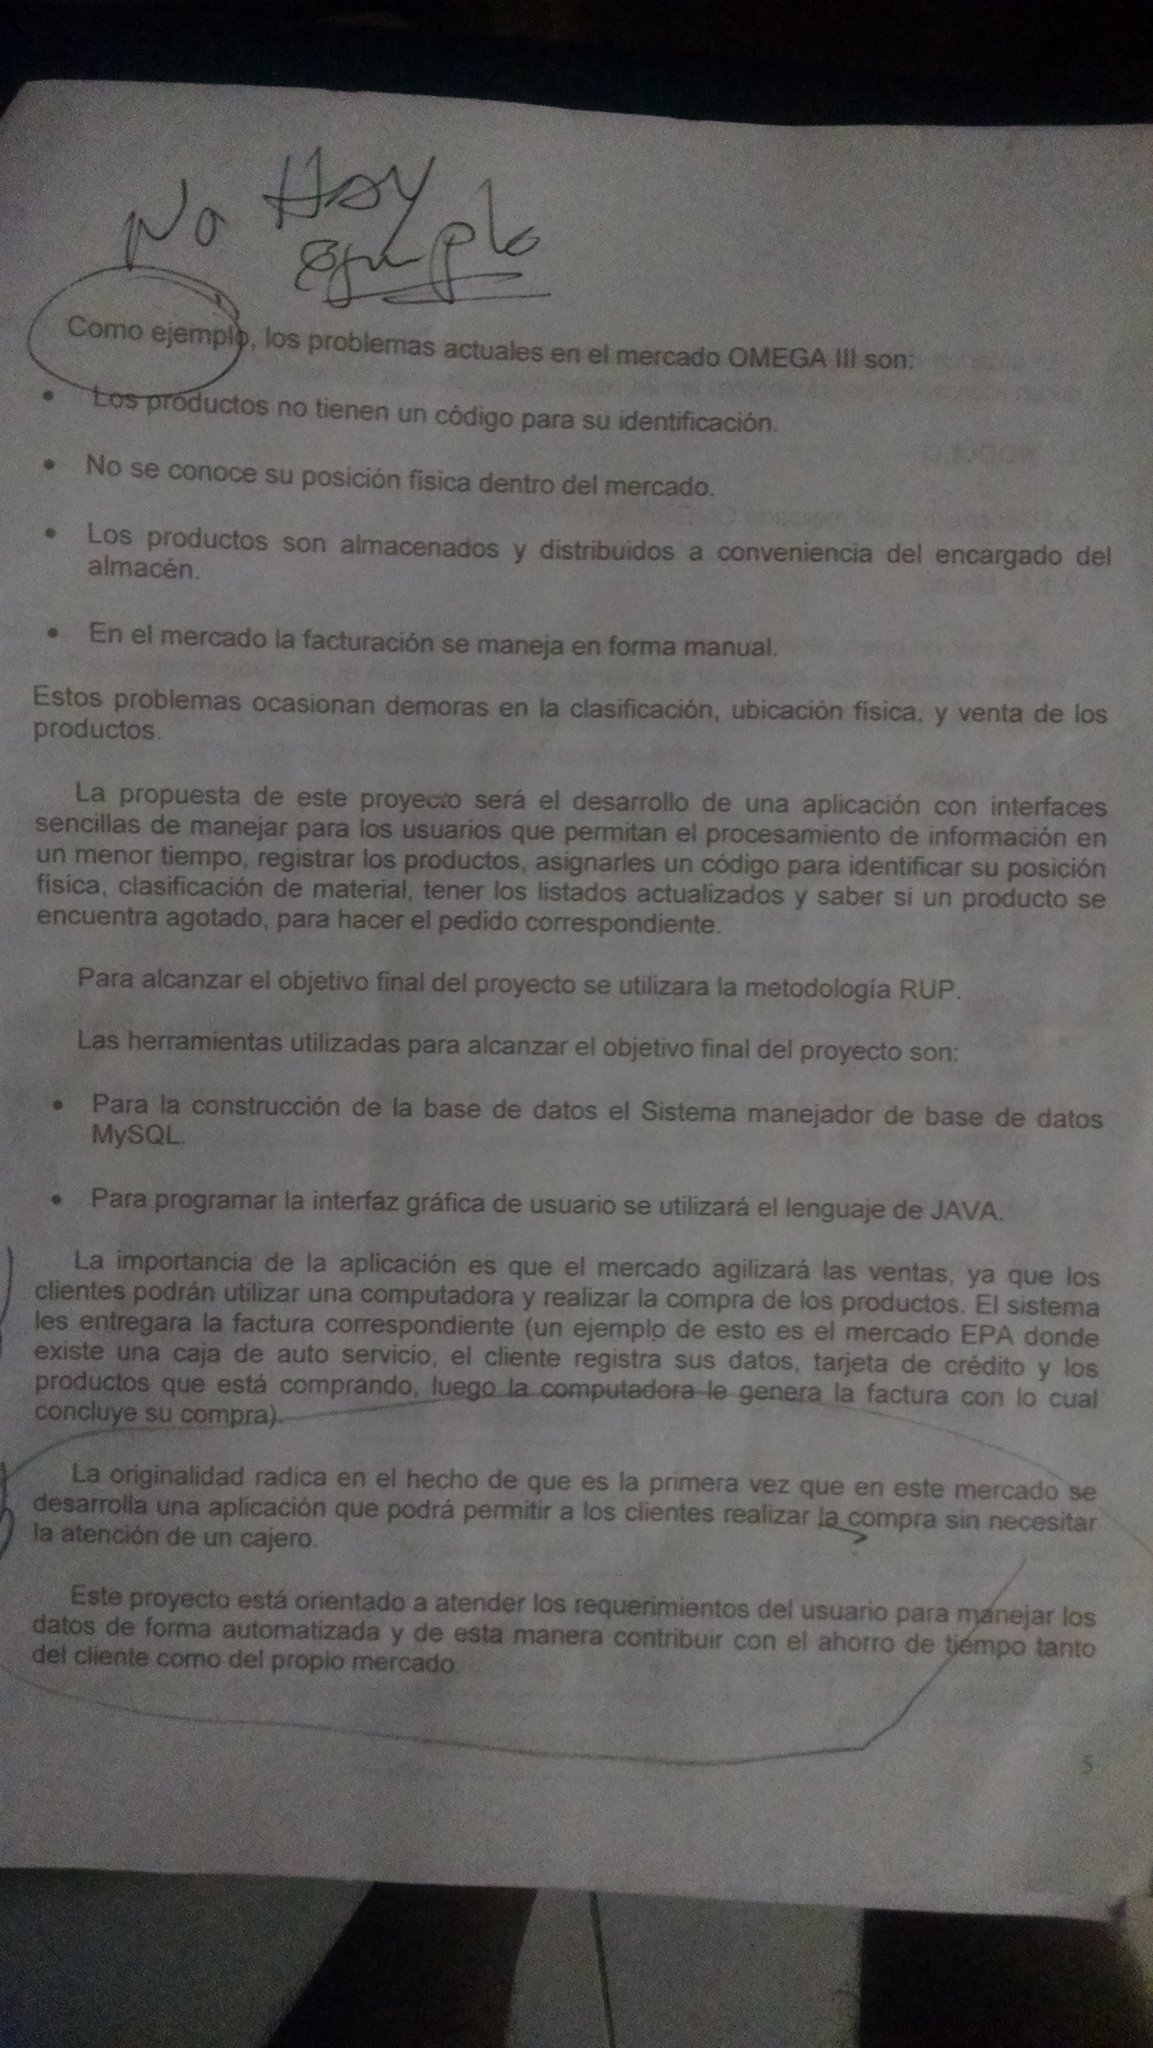 No Hay
ejemplo
Como ejemplo, los problemas actuales en el mercado OMEGA III son:
• Los productos no tienen un código para su identificación.
• No se conoce su posición física dentro del mercado.
• Los productos son almacenados y distribuidos a conveniencia del encargado del
almacén.
• En el mercado la facturación se maneja en forma manual.
Estos problemas ocasionan demoras en la clasificación, ubicación física, y venta de los
productos.
La propuesta de este proyecto será el desarrollo de una aplicación con interfaces
sencillas de manejar para los usuarios que permitan el procesamiento de información en
un menor tiempo, registrar los productos, asignarles un código para identificar su posición
física, clasificación de material, tener los listados actualizados y saber si un producto se
encuentra agotado, para hacer el pedido correspondiente.
Para alcanzar el objetivo final del proyecto se utilizara la metodología RUP.
Las herramientas utilizadas para alcanzar el objetivo final del proyecto son:
• Para la construcción de la base de datos el Sistema manejador de base de datos
MySQL.
• Para programar la interfaz gráfica de usuario se utilizará el lenguaje de JAVA.
La importancia de la aplicación es que el mercado agilizará las ventas, ya que los
clientes podrán utilizar una computadora y realizar la compra de los productos. El sistema
les entregara la factura correspondiente (un ejemplo de esto es el mercado EPA donde
existe una caja de auto servicio, el cliente registra sus datos, tarjeta de crédito y los
productos que está comprando, luego la computadora le genera la factura con lo cual
concluye su compra).
La originalidad radica en el hecho de que es la primera vez que en este mercado se
desarrolla una aplicación que podrá permitir a los clientes realizar la compra sin necesitar
la atención de un cajero.
Este proyecto está orientado a atender los requerimientos del usuario para manejar los
datos de forma automatizada y de esta manera contribuir con el ahorro de tiempo tanto
del cliente como del propio mercado.
5